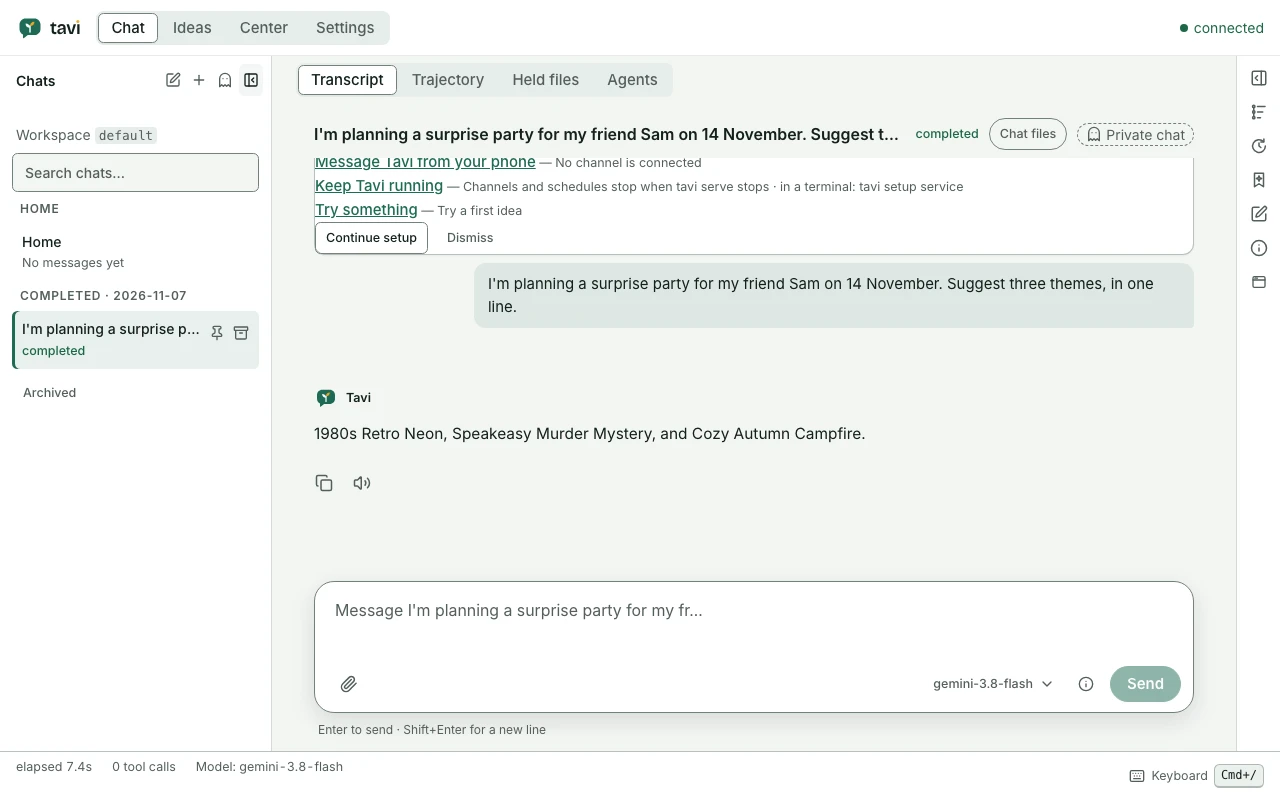 tavi
Chat
Ideas
Center
Settings
connected
Chats
Workspace default
Search chats...
HOME
Home
No messages yet
COMPLETED · 2026-11-07
I'm planning a surprise p...
completed
Archived
Transcript
Trajectory
Held files
Agents
I'm planning a surprise party for my friend Sam on 14 November. Suggest t...
completed
Chat files
Private chat
Message Tavi from your phone — No channel is connected
Keep Tavi running — Channels and schedules stop when tavi serve stops · in a terminal: tavi setup service
Try something — Try a first idea
Continue setup
Dismiss
I'm planning a surprise party for my friend Sam on 14 November. Suggest three themes, in one
line.
Tavi
1980s Retro Neon, Speakeasy Murder Mystery, and Cozy Autumn Campfire.
Message I'm planning a surprise party for my fr...
gemini-3.8-flash
Send
Enter to send · Shift+Enter for a new line
elapsed 7.4s
0 tool calls
Model: gemini-3.8-flash
Keyboard
Cmd+/